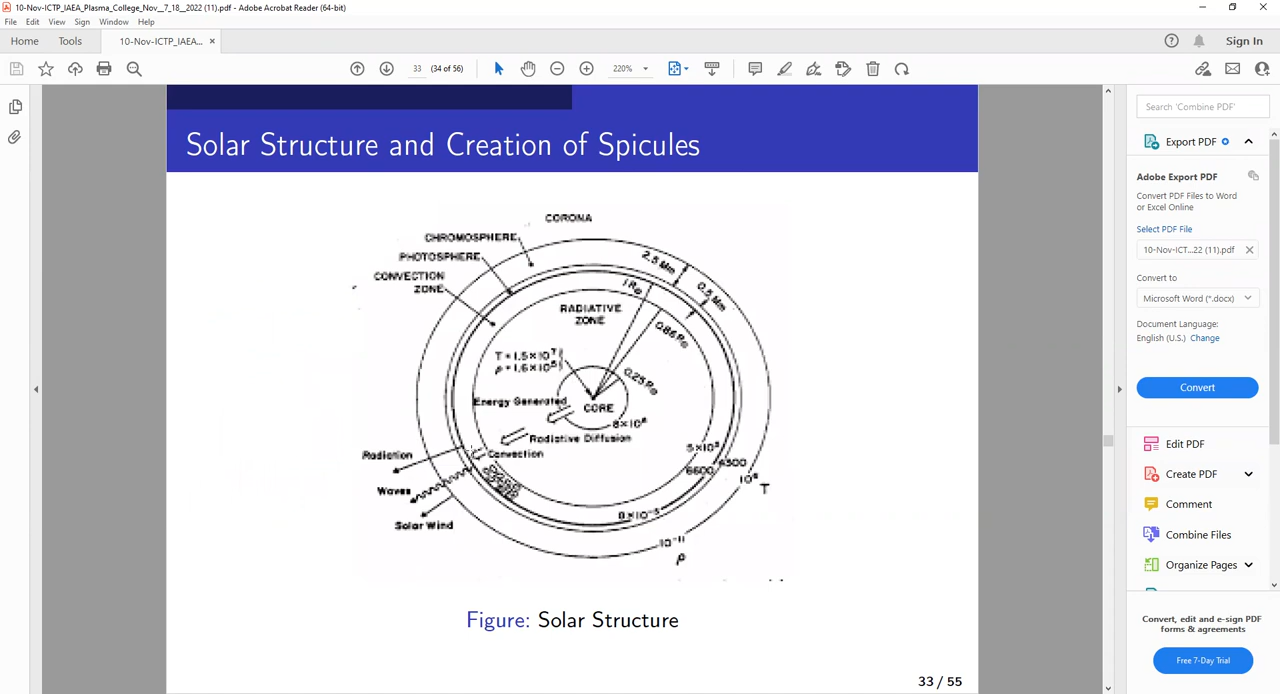 10-Nov-ICTP_IAEA_Plasma_College_Nov__7_18__2022 (11).pdf - Adobe Acrobat Reader (64-bit)
File Edit View Sign Window Help
Home Tools 10-Nov-ICTP_IAEA... × Sign In
33 (34 of 56) 220%
Solar Structure and Creation of Spicules
CORONA
CHROMOSPHERE
PHOTOSPHERE
CONVECTION
ZONE
2.5 Mm
0.5 Mm
RADIATIVE
ZONE
T = 1.5×10⁷
0.25 R⊙
CORE
Energy Generated
Radiative Diffusion
Convection
Radiation
Waves
Solar Wind
6600
4300
T
ρ
Figure: Solar Structure
33 / 55
Search 'Combine PDF'
Export PDF
Adobe Export PDF
Convert PDF Files to Word
or Excel Online
Select PDF File
10-Nov-ICT...22 (11).pdf
Convert to
Microsoft Word (*.docx)
Document Language:
English (U.S.) Change
Convert
Edit PDF
Create PDF
Comment
Combine Files
Organize Pages
Convert, edit and e-sign PDF
forms & agreements
Free 7-Day Trial